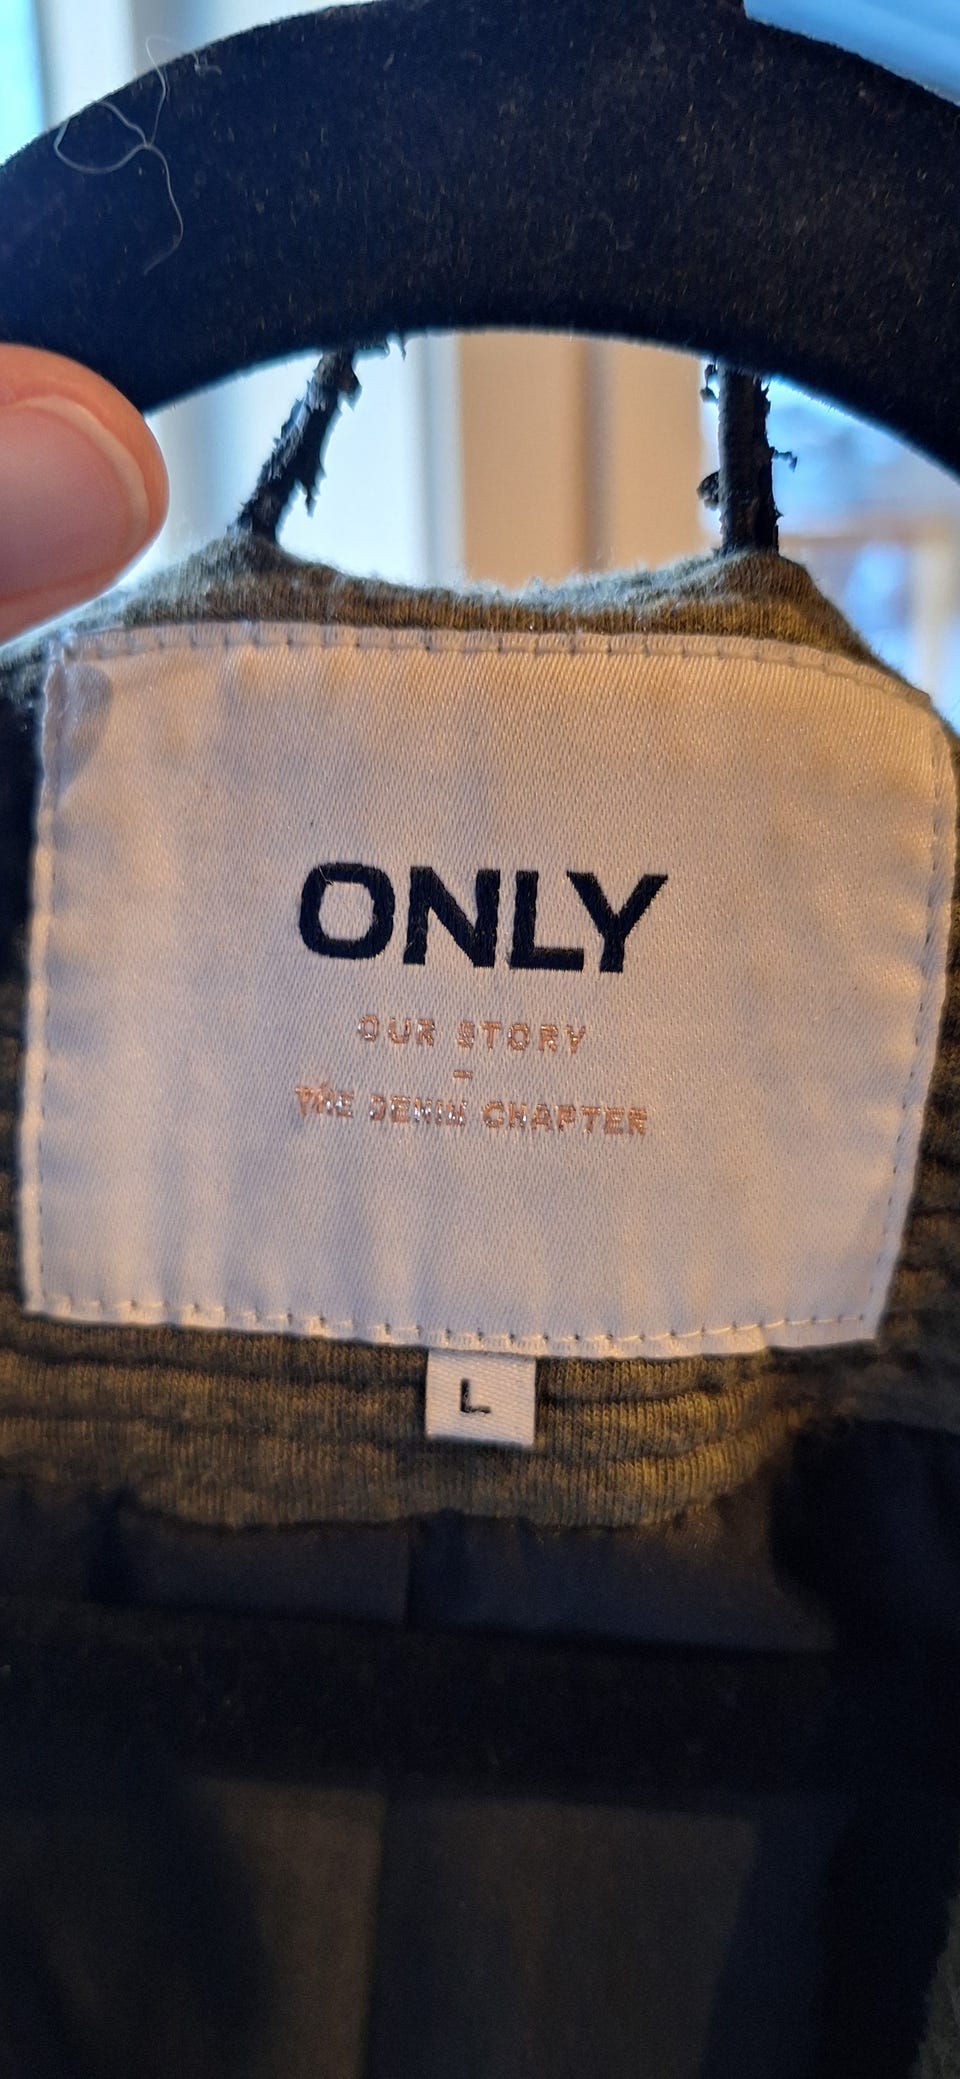 ONLY
OUR STORY
-
THE DENIM CHAPTER
L